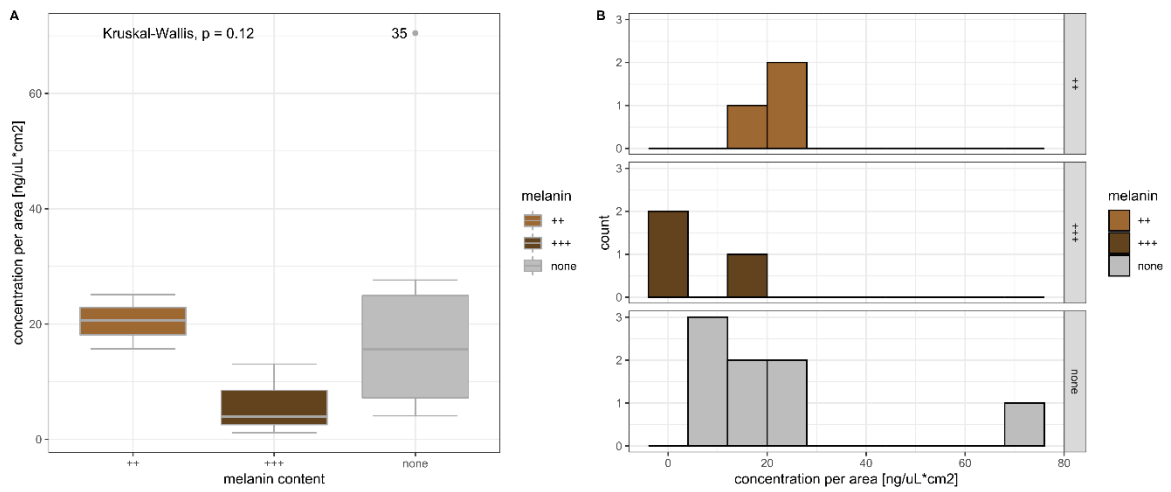 A
Kruskal-Wallis, p = 0.12
35
concentration per area [ng/uL*cm2]
60
40
20
0
++
+++
none
melanin content
melanin
++
+++
none
B
count
3
2
1
0
++
3
2
1
0
+++
3
2
1
0
none
0
20
40
60
80
concentration per area [ng/uL*cm2]
melanin
++
+++
none